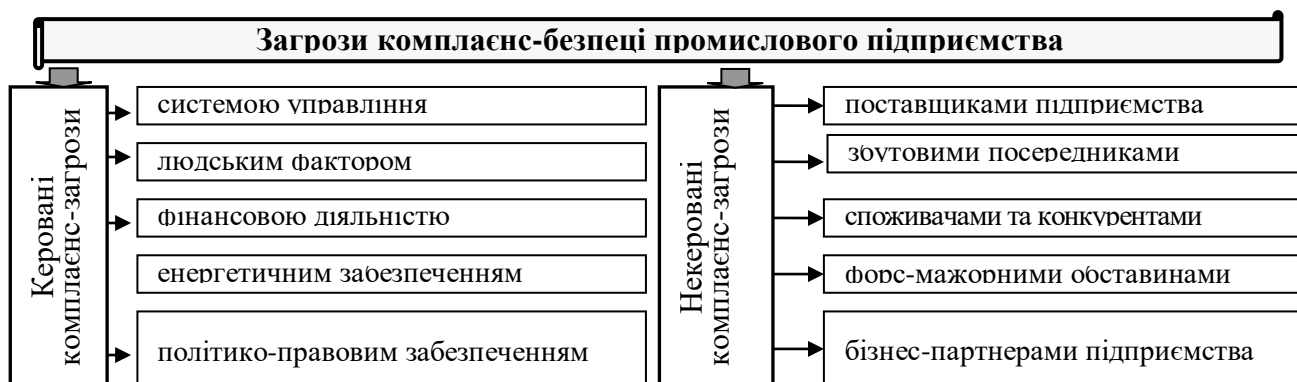 Загрози комплаєнс-безпеці промислового підприємства
Керовані
комплаєнс-загрози
системою управління
людським фактором
фінансовою діяльністю
енергетичним забезпеченням
політико-правовим забезпеченням
Некеровані
комплаєнс-загрози
поставщиками підприємства
збутовими посередниками
споживачами та конкурентами
форс-мажорними обставинами
бізнес-партнерами підприємства